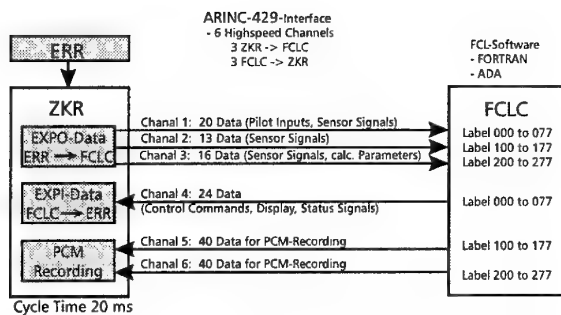 ARINC-429-Interface
- 6 Highspeed Channels
3 ZKR -> FCLC
3 FCLC -> ZKR
ERR
FCL-Software
- FORTRAN
- ADA
ZKR
FCLC
EXPO-Data
ERR → FCLC
Chanal 1: 20 Data (Pilot Inputs, Sensor Signals)
Label 000 to 077
Chanal 2: 13 Data (Sensor Signals)
Label 100 to 177
Chanal 3: 16 Data (Sensor Signals, calc. Parameters)
Label 200 to 277
EXPI-Data
FCLC → ERR
Chanal 4: 24 Data
(Control Commands, Display, Status Signals)
Label 000 to 077
PCM
Recording
Chanal 5: 40 Data for PCM-Recording
Label 100 to 177
Chanal 6: 40 Data for PCM-Recording
Label 200 to 277
Cycle Time 20 ms